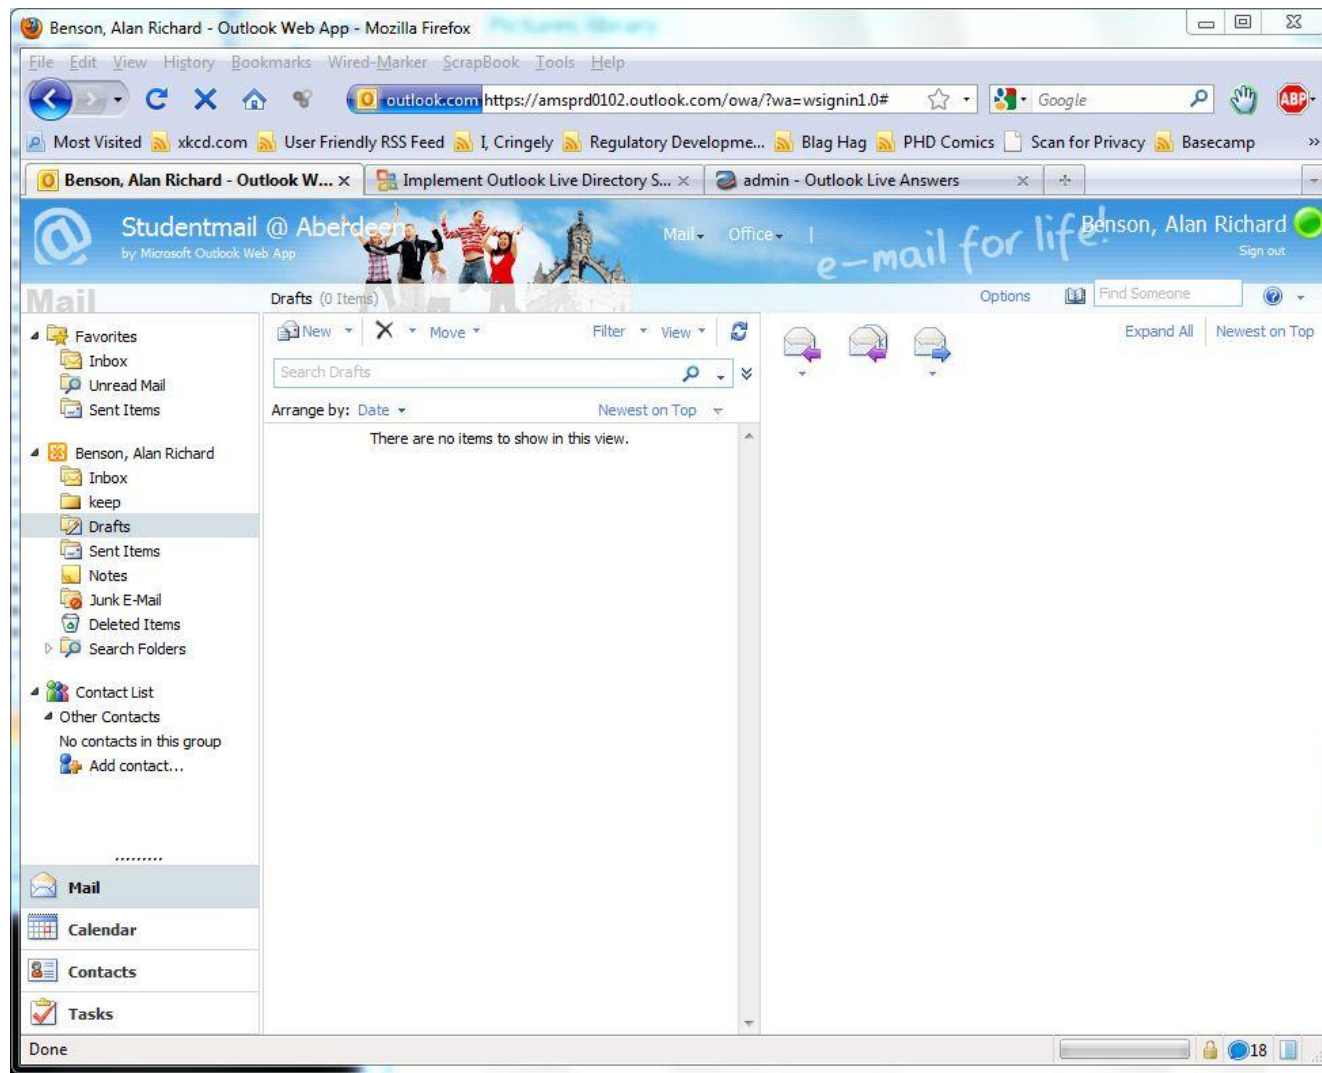 Benson, Alan Richard - Outlook Web App - Mozilla Firefox
File Edit View History Bookmarks Wired-Marker ScrapBook Tools Help
outlook.com https://amsprd0102.outlook.com/owa/?wa=wsignin1.0# Google ABP
Most Visited xkcd.com User Friendly RSS Feed I, Cringely Regulatory Developme... Blag Hag PHD Comics Scan for Privacy Basecamp »
Benson, Alan Richard - Outlook W... Implement Outlook Live Directory S... admin - Outlook Live Answers
Studentmail @ Aberdeen
by Microsoft Outlook Web App
Mail Office
e-mail for life!
Benson, Alan Richard
Sign out
Mail
Drafts (0 Items)
Options Find Someone
Favorites
Inbox
Unread Mail
Sent Items
Benson, Alan Richard
Inbox
keep
Drafts
Sent Items
Notes
Junk E-Mail
Deleted Items
Search Folders
Contact List
Other Contacts
No contacts in this group
Add contact...
Mail
Calendar
Contacts
Tasks
New Move Filter View
Search Drafts
Arrange by: Date Newest on Top
There are no items to show in this view.
Expand All Newest on Top
Done
18